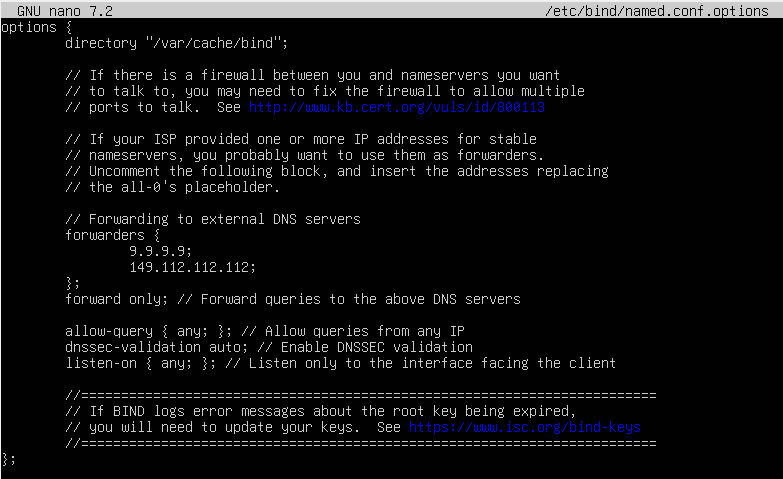 GNU nano 7.2 /etc/bind/named.conf.options
options {
directory "/var/cache/bind";
// If there is a firewall between you and nameservers you want
// to talk to, you may need to fix the firewall to allow multiple
// ports to talk. See http://www.kb.cert.org/vuls/id/800113
// If your ISP provided one or more IP addresses for stable
// nameservers, you probably want to use them as forwarders.
// Uncomment the following block, and insert the addresses replacing
// the all-0's placeholder.
// Forwarding to external DNS servers
forwarders {
9.9.9.9;
149.112.112.112;
};
forward only; // Forward queries to the above DNS servers
allow-query { any; }; // Allow queries from any IP
dnssec-validation auto; // Enable DNSSEC validation
listen-on { any; }; // Listen only to the interface facing the client
//========================================================================
// If BIND logs error messages about the root key being expired,
// you will need to update your keys. See https://www.isc.org/bind-keys
//========================================================================
};